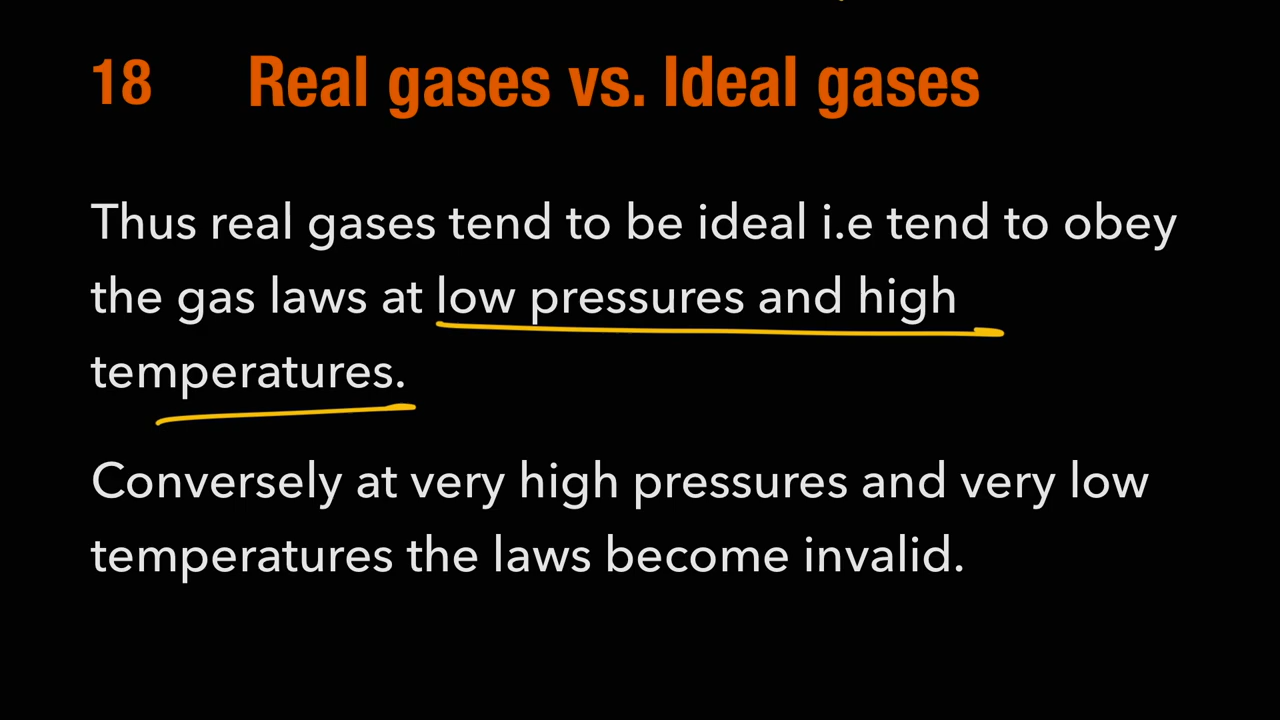 18 Real gases vs. Ideal gases
Thus real gases tend to be ideal i.e tend to obey
the gas laws at low pressures and high
temperatures.
Conversely at very high pressures and very low
temperatures the laws become invalid.